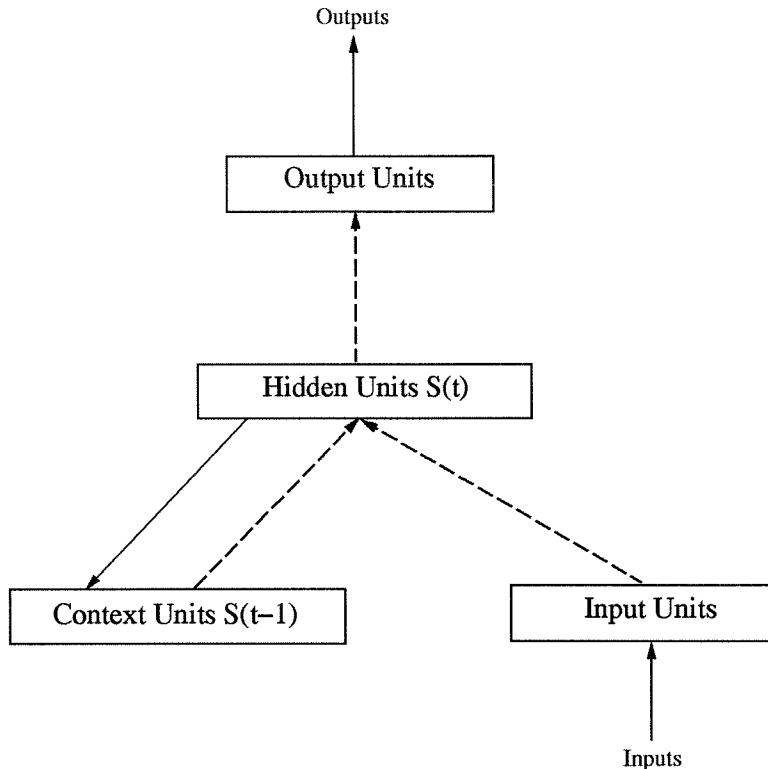 Outputs
Output Units
Hidden Units S(t)
Context Units S(t−1)
Input Units
Inputs